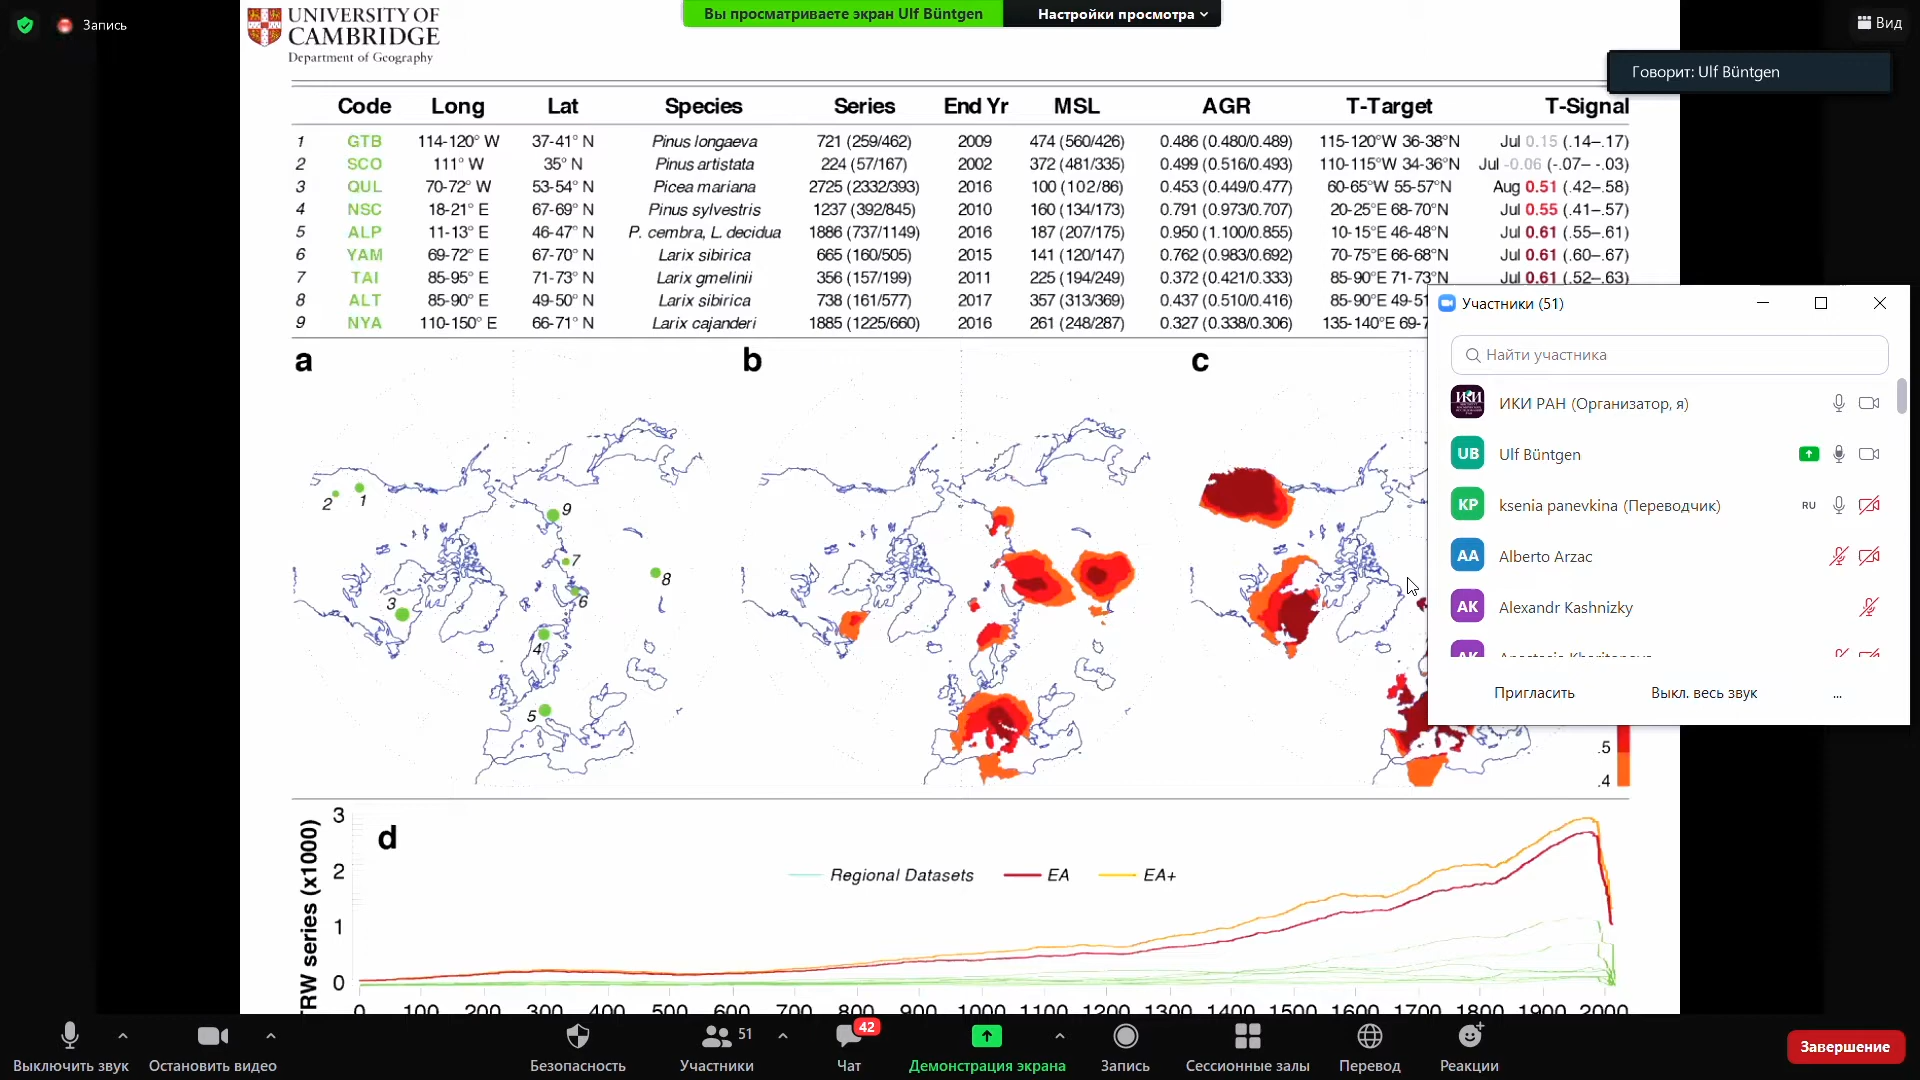 Запись
UNIVERSITY OF
CAMBRIDGE
Department of Geography
Вы просматриваете экран Ulf Büntgen
Настройки просмотра
Вид
Говорит: Ulf Büntgen
Code Long Lat Species Series End Yr MSL AGR T-Target T-Signal
1 GTB 114-120° W 37-41° N Pinus longaeva 721 (259/462) 2009 474 (560/426) 0.486 (0.480/0.489) 115-120°W 36-38°N Jul 0.15 (.14–.17)
2 SCO 111° W 35° N Pinus artistata 224 (57/167) 2002 372 (481/335) 0.499 (0.516/0.493) 110-115°W 34-36°N Jul -0.06 (-.07– -.03)
3 QUL 70-72° W 53-54° N Picea mariana 2725 (2332/393) 2016 100 (102/86) 0.453 (0.449/0.477) 60-65°W 55-57°N Aug 0.51 (.42–.58)
4 NSC 18-21° E 67-69° N Pinus sylvestris 1237 (392/845) 2010 160 (134/173) 0.791 (0.973/0.707) 20-25°E 68-70°N Jul 0.55 (.41–.57)
5 ALP 11-13° E 46-47° N P. cembra, L. decidua 1886 (737/1149) 2016 187 (207/175) 0.950 (1.100/0.855) 10-15°E 46-48°N Jul 0.61 (.55–.61)
6 YAM 69-72° E 67-70° N Larix sibirica 665 (160/505) 2015 141 (120/147) 0.762 (0.983/0.692) 70-75°E 66-68°N Jul 0.61 (.60–.67)
7 TAI 85-95° E 71-73° N Larix gmelinii 356 (157/199) 2011 225 (194/249) 0.372 (0.421/0.333) 85-90°E 71-73°N Jul 0.61 (.52–.63)
8 ALT 85-90° E 49-50° N Larix sibirica 738 (161/577) 2017 357 (313/369) 0.437 (0.510/0.416) 85-90°E 49-51
9 NYA 110-150° E 66-71° N Larix cajanderi 1885 (1225/660) 2016 261 (248/287) 0.327 (0.338/0.306) 135-140°E 69-7
a b c
2 1 9 7 8 6 3 4 5
.5
.4
Участники (51)
Найти участника
ИКИ РАН (Организатор, я)
UB Ulf Büntgen
KP ksenia panevkina (Переводчик) RU
AA Alberto Arzac
AK Alexandr Kashnizky
Пригласить Выкл. весь звук ...
d
TRW series (x1000)
3
2
1
0
Regional Datasets EA EA+
0 100 200 300 400 500 600 700 800 900 1000 1100 1200 1300 1400 1500 1600 1700 1800 1900 2000
51
42
Выключить звук Остановить видео Безопасность Участники Чат Демонстрация экрана Запись Сессионные залы Перевод Реакции
Завершение